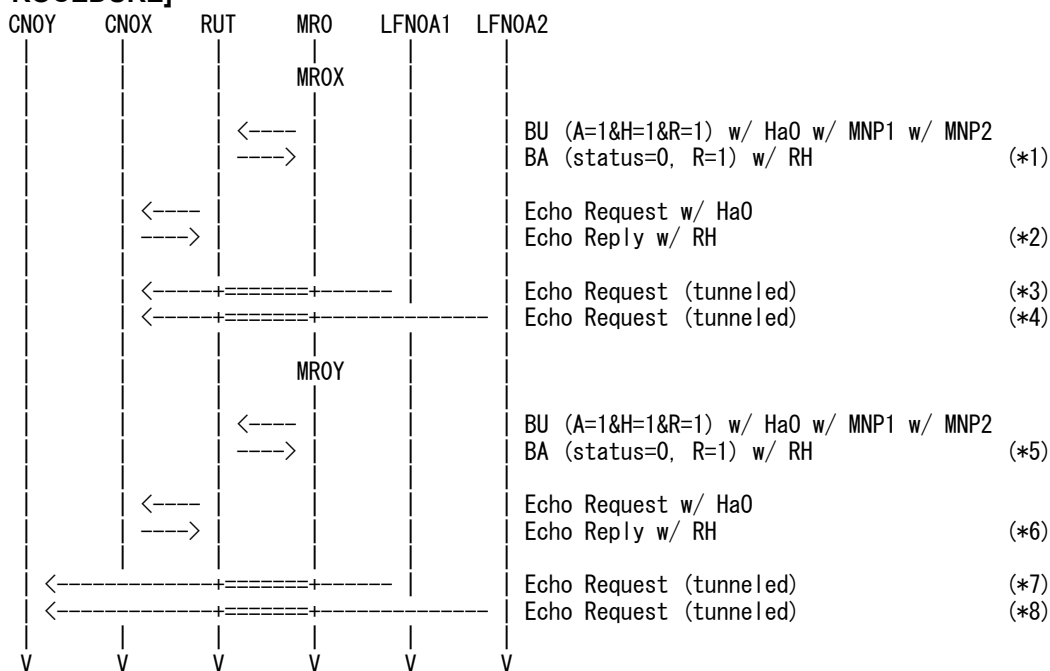 ROCEDURE]
CN0Y CN0X RUT MR0 LFN0A1 LFN0A2
MR0X
<---- BU (A=1&H=1&R=1) w/ HaO w/ MNP1 w/ MNP2
----> BA (status=0, R=1) w/ RH (*1)
<---- Echo Request w/ HaO
----> Echo Reply w/ RH (*2)
<-----+=======+------ Echo Request (tunneled) (*3)
<-----+=======+-------------- Echo Request (tunneled) (*4)
MR0Y
<---- BU (A=1&H=1&R=1) w/ HaO w/ MNP1 w/ MNP2
----> BA (status=0, R=1) w/ RH (*5)
<---- Echo Request w/ HaO
----> Echo Reply w/ RH (*6)
<-------------+=======+------ Echo Request (tunneled) (*7)
<-------------+=======+-------------- Echo Request (tunneled) (*8)
V V V V V V